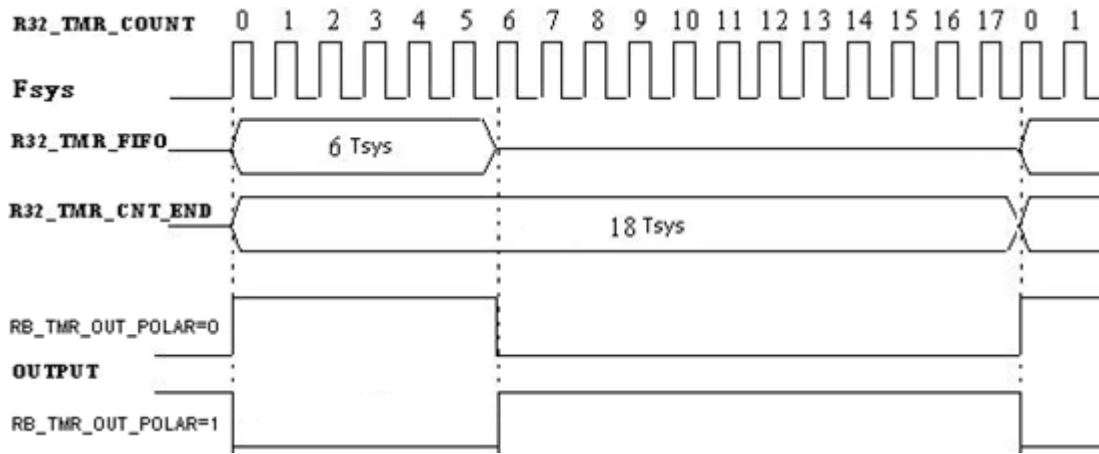 R32_TMR_COUNT 0 1 2 3 4 5 6 7 8 9 10 11 12 13 14 15 16 17 0 1
Fsys
R32_TMR_FIFO 6 Tsys
R32_TMR_CNT_END 18 Tsys
RB_TMR_OUT_POLAR=0
OUTPUT
RB_TMR_OUT_POLAR=1